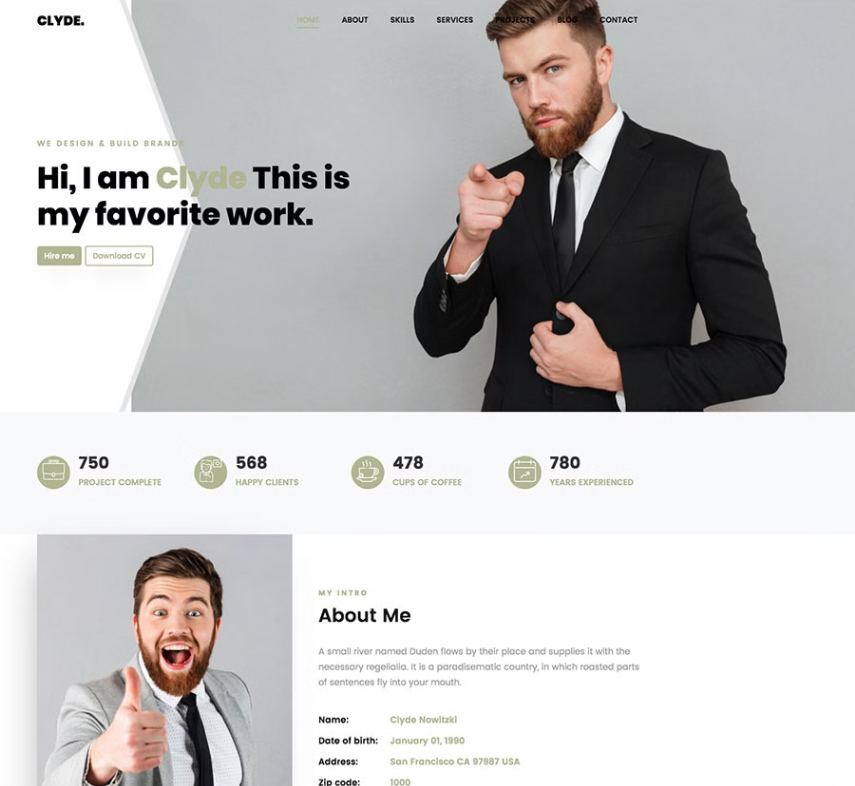 CLYDE.
HOME ABOUT SKILLS SERVICES PROJECTS BLOG CONTACT
WE DESIGN & BUILD BRANDS
Hi, I am Clyde This is
my favorite work.
Hire me Download CV
750
PROJECT COMPLETE
568
HAPPY CLIENTS
478
CUPS OF COFFEE
780
YEARS EXPERIENCED
MY INTRO
About Me
A small river named Duden flows by their place and supplies it with the
necessary regelialia. It is a paradisematic country, in which roasted parts
of sentences fly into your mouth.
Name: Clyde Nowitzki
Date of birth: January 01, 1990
Address: San Francisco CA 97987 USA
Zip code: 1000